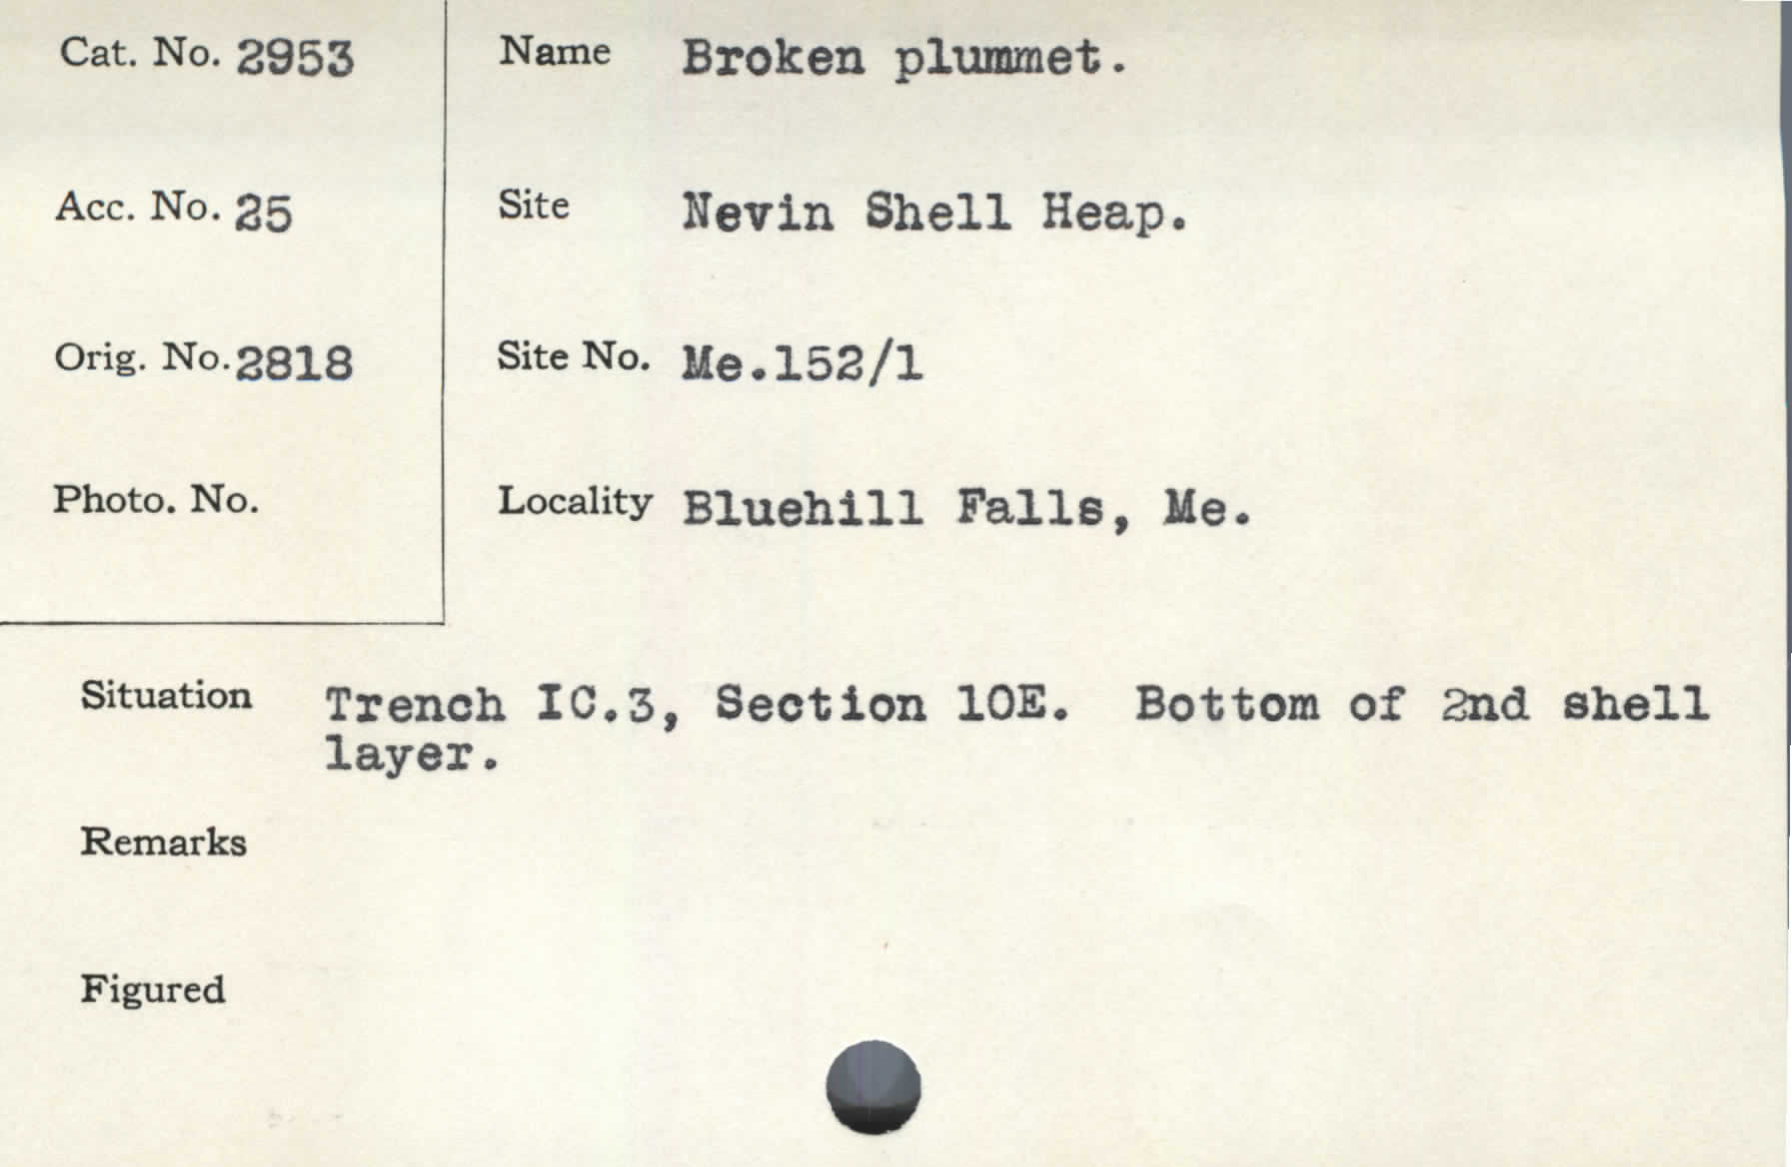 Cat. No. 2953
Name Broken plummet.
Acc. No. 25
Site Nevin Shell Heap.
Orig. No. 2818
Site No. Me.152/1
Photo. No.
Locality Bluehill Falls, Me.
Situation Trench IC.3, Section 10E. Bottom of 2nd shell
layer.
Remarks
Figured